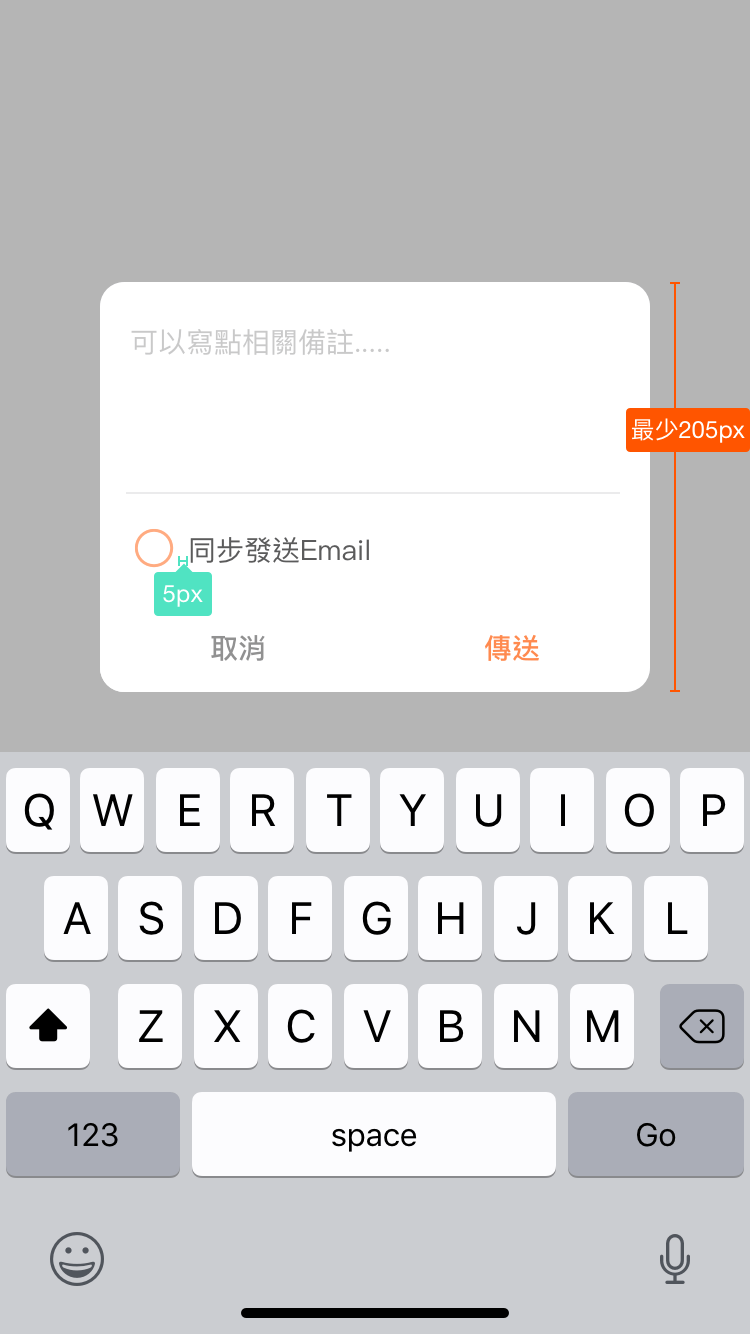 可以寫點相關備註.....
最少205px
同步發送Email
5px
取消 傳送
Q W E R T Y U I O P
A S D F G H J K L
Z X C V B N M
123 space Go